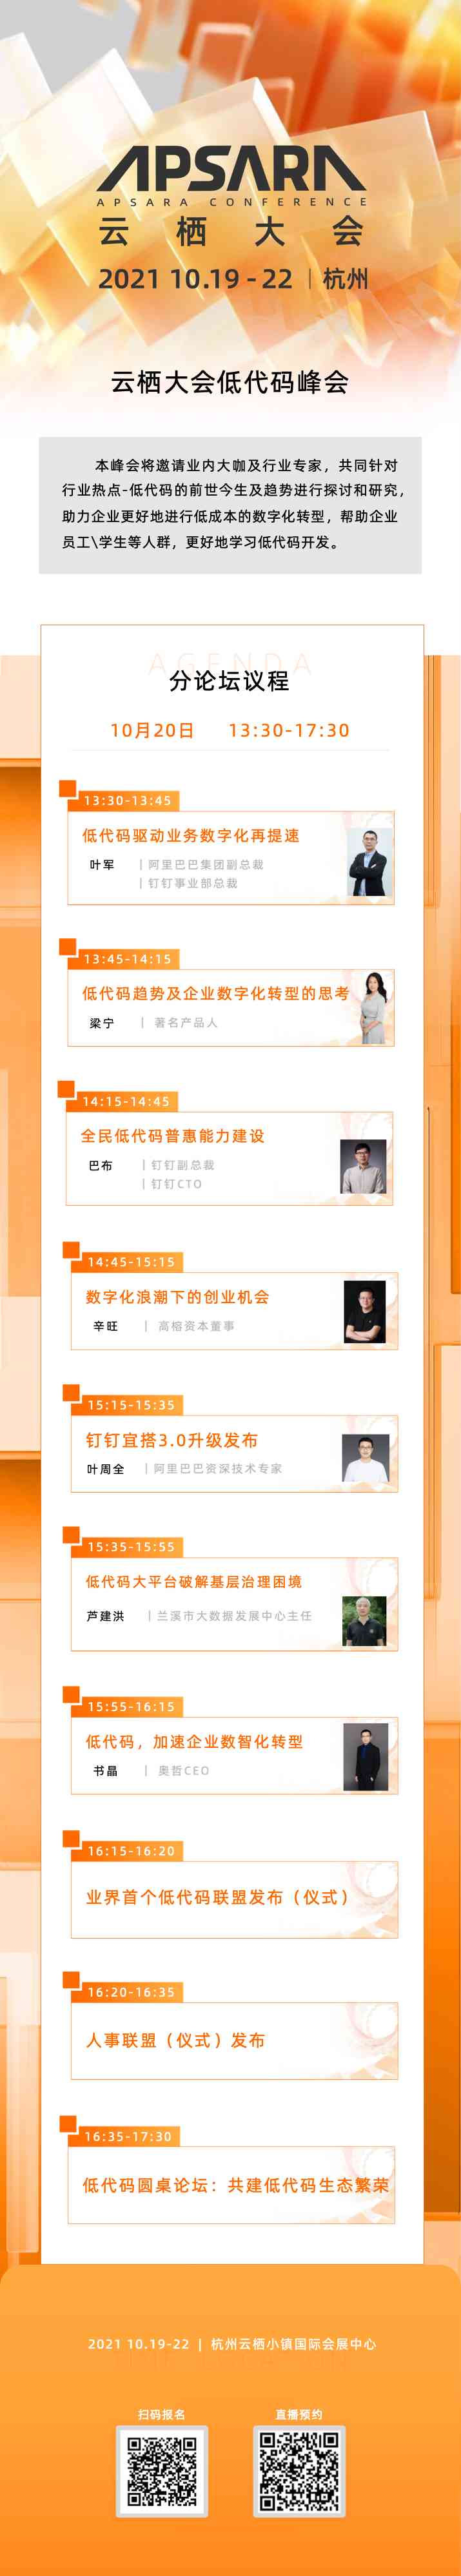 APSARA
APSARA CONFERENCE
云栖大会
2021 10.19-22 | 杭州
云栖大会低代码峰会
本峰会将邀请业内大咖及行业专家，共同针对
行业热点-低代码的前世今生及趋势进行探讨和研究，
助力企业更好地进行低成本的数字化转型，帮助企业
员工\学生等人群，更好地学习低代码开发。
AGENDA
分论坛议程
10月20日 13:30-17:30
13:30-13:45
低代码驱动业务数字化再提速
叶军 | 阿里巴巴集团副总裁
| 钉钉事业部总裁
13:45-14:15
低代码趋势及企业数字化转型的思考
梁宁 | 著名产品人
14:15-14:45
全民低代码普惠能力建设
巴布 | 钉钉副总裁
| 钉钉CTO
14:45-15:15
数字化浪潮下的创业机会
辛旺 | 高榕资本董事
15:15-15:35
钉钉宜搭3.0升级发布
叶周全 | 阿里巴巴资深技术专家
15:35-15:55
低代码大平台破解基层治理困境
芦建洪 | 兰溪市大数据发展中心主任
15:55-16:15
低代码，加速企业数智化转型
书晶 | 奥哲CEO
16:15-16:20
业界首个低代码联盟发布（仪式）
16:20-16:35
人事联盟（仪式）发布
16:35-17:30
低代码圆桌论坛：共建低代码生态繁荣
2021 10.19-22 | 杭州云栖小镇国际会展中心
扫码报名 直播预约